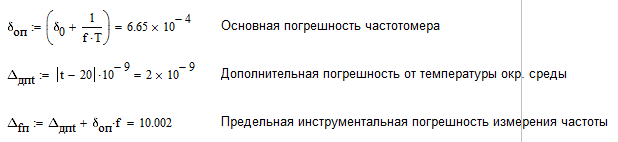 δоп := (δ0 + 1/(f·T)) = 6.65 × 10^-4 Основная погрешность частотомера
Δдпt := |t − 20|·10^-9 = 2 × 10^-9 Дополнительная погрешность от температуры окр. среды
Δfп := Δдпt + δоп·f = 10.002 Предельная инструментальная погрешность измерения частоты